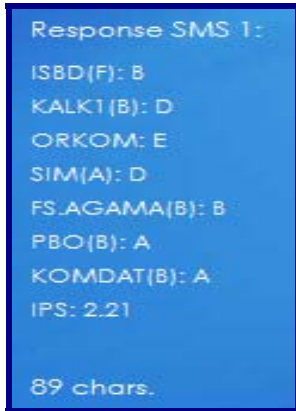 Response SMS 1:
ISBD(F): B
KALK1(B): D
ORKOM: E
SIM(A): D
FS.AGAMA(B): B
PBO(B): A
KOMDAT(B): A
IPS: 2.21
89 chars.